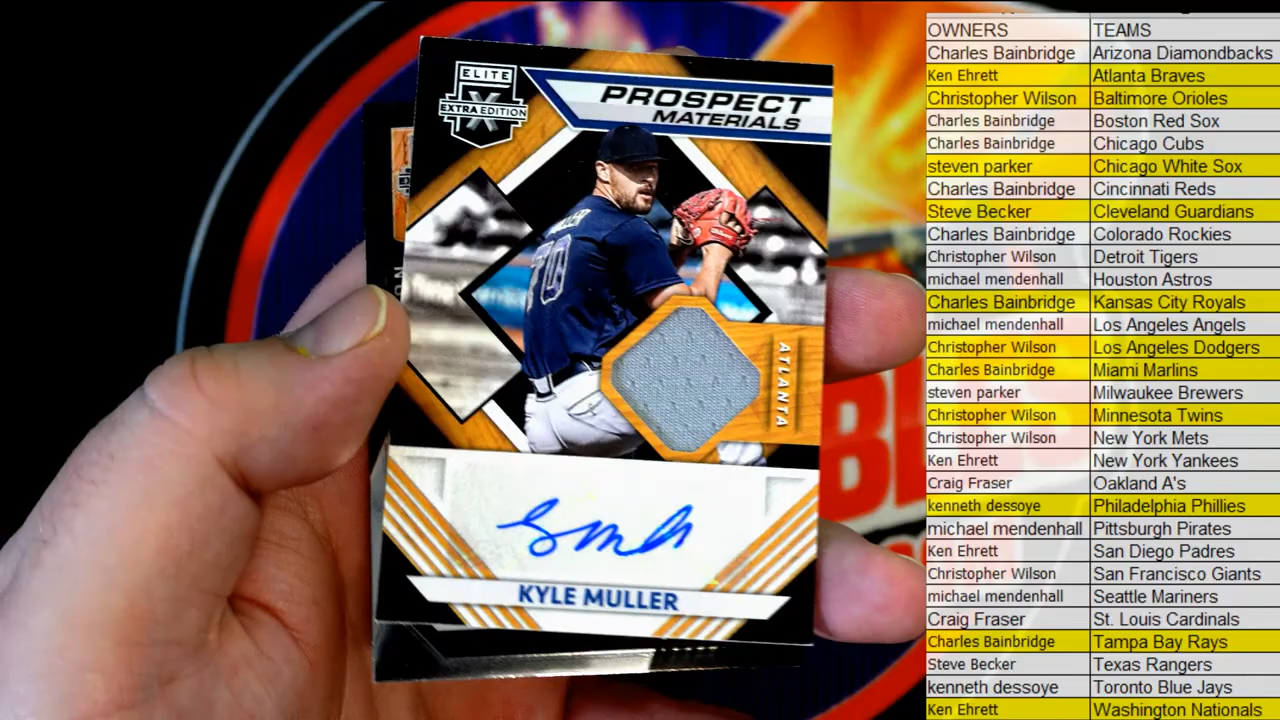 ELITE
X
EXTRA EDITION
PROSPECT
MATERIALS
70
ATLANTA
KYLE MULLER
OWNERS TEAMS
Charles Bainbridge Arizona Diamondbacks
Ken Ehrett Atlanta Braves
Christopher Wilson Baltimore Orioles
Charles Bainbridge Boston Red Sox
Charles Bainbridge Chicago Cubs
steven parker Chicago White Sox
Charles Bainbridge Cincinnati Reds
Steve Becker Cleveland Guardians
Charles Bainbridge Colorado Rockies
Christopher Wilson Detroit Tigers
michael mendenhall Houston Astros
Charles Bainbridge Kansas City Royals
michael mendenhall Los Angeles Angels
Christopher Wilson Los Angeles Dodgers
Charles Bainbridge Miami Marlins
steven parker Milwaukee Brewers
Christopher Wilson Minnesota Twins
Christopher Wilson New York Mets
Ken Ehrett New York Yankees
Craig Fraser Oakland A's
kenneth dessoye Philadelphia Phillies
michael mendenhall Pittsburgh Pirates
Ken Ehrett San Diego Padres
Christopher Wilson San Francisco Giants
michael mendenhall Seattle Mariners
Craig Fraser St. Louis Cardinals
Charles Bainbridge Tampa Bay Rays
Steve Becker Texas Rangers
kenneth dessoye Toronto Blue Jays
Ken Ehrett Washington Nationals